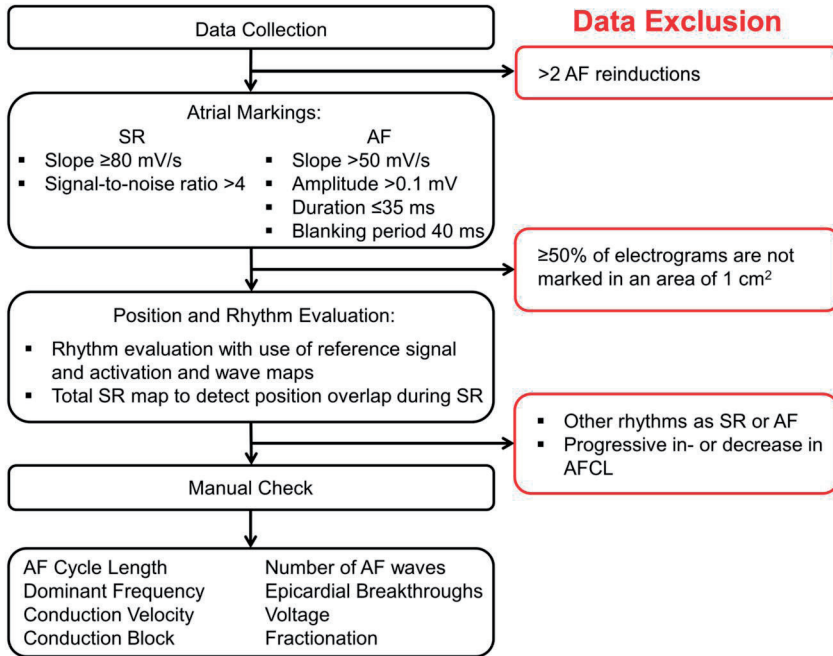 Data Exclusion
Data Collection
>2 AF reinductions
Atrial Markings:
SR
▪ Slope ≥80 mV/s
▪ Signal-to-noise ratio >4
AF
▪ Slope >50 mV/s
▪ Amplitude >0.1 mV
▪ Duration ≤35 ms
▪ Blanking period 40 ms
≥50% of electrograms are not
marked in an area of 1 cm²
Position and Rhythm Evaluation:
▪ Rhythm evaluation with use of reference signal
and activation and wave maps
▪ Total SR map to detect position overlap during SR
▪ Other rhythms as SR or AF
▪ Progressive in- or decrease in
AFCL
Manual Check
AF Cycle Length
Dominant Frequency
Conduction Velocity
Conduction Block
Number of AF waves
Epicardial Breakthroughs
Voltage
Fractionation